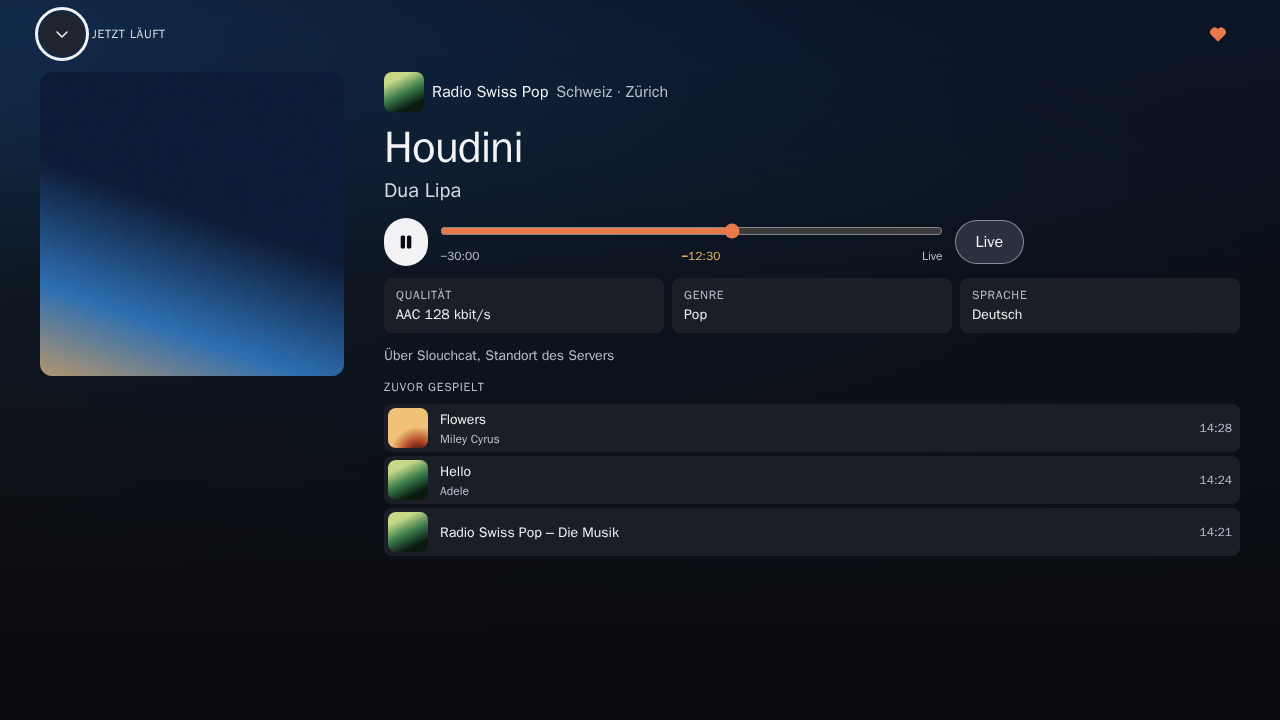 JETZT LÄUFT
Radio Swiss Pop Schweiz · Zürich
Houdini
Dua Lipa
−30:00 −12:30 Live
Live
QUALITÄT
AAC 128 kbit/s
GENRE
Pop
SPRACHE
Deutsch
Über Slouchcat, Standort des Servers
ZUVOR GESPIELT
Flowers
Miley Cyrus
14:28
Hello
Adele
14:24
Radio Swiss Pop – Die Musik
14:21